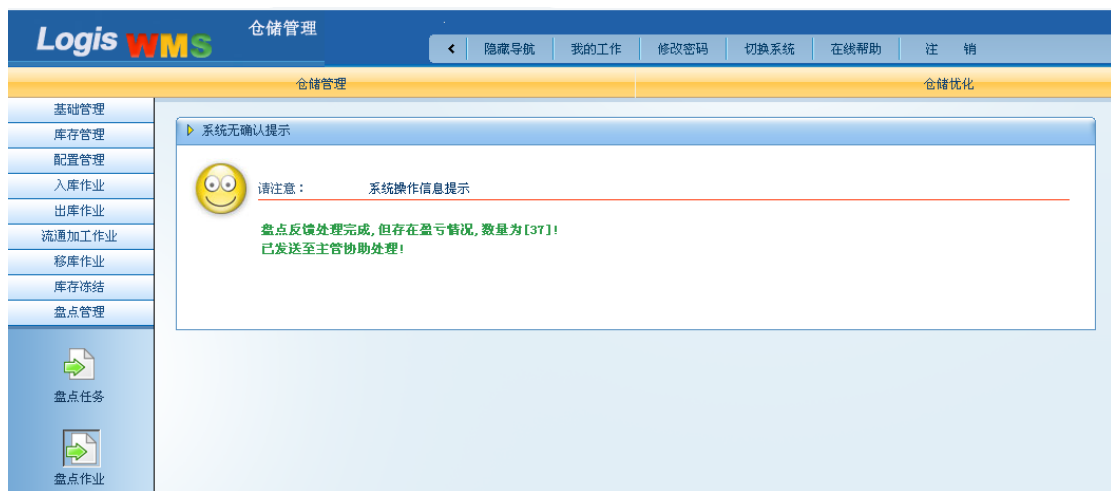 Logis WMS
仓储管理
隐藏导航
我的工作
修改密码
切换系统
在线帮助
注 销
仓储管理
仓储优化
基础管理
库存管理
配置管理
入库作业
出库作业
流通加工作业
移库作业
库存冻结
盘点管理
盘点任务
盘点作业
系统无确认提示
请注意： 系统操作信息提示
盘点反馈处理完成,但存在盈亏情况,数量为[37]!
已发送至主管协助处理!